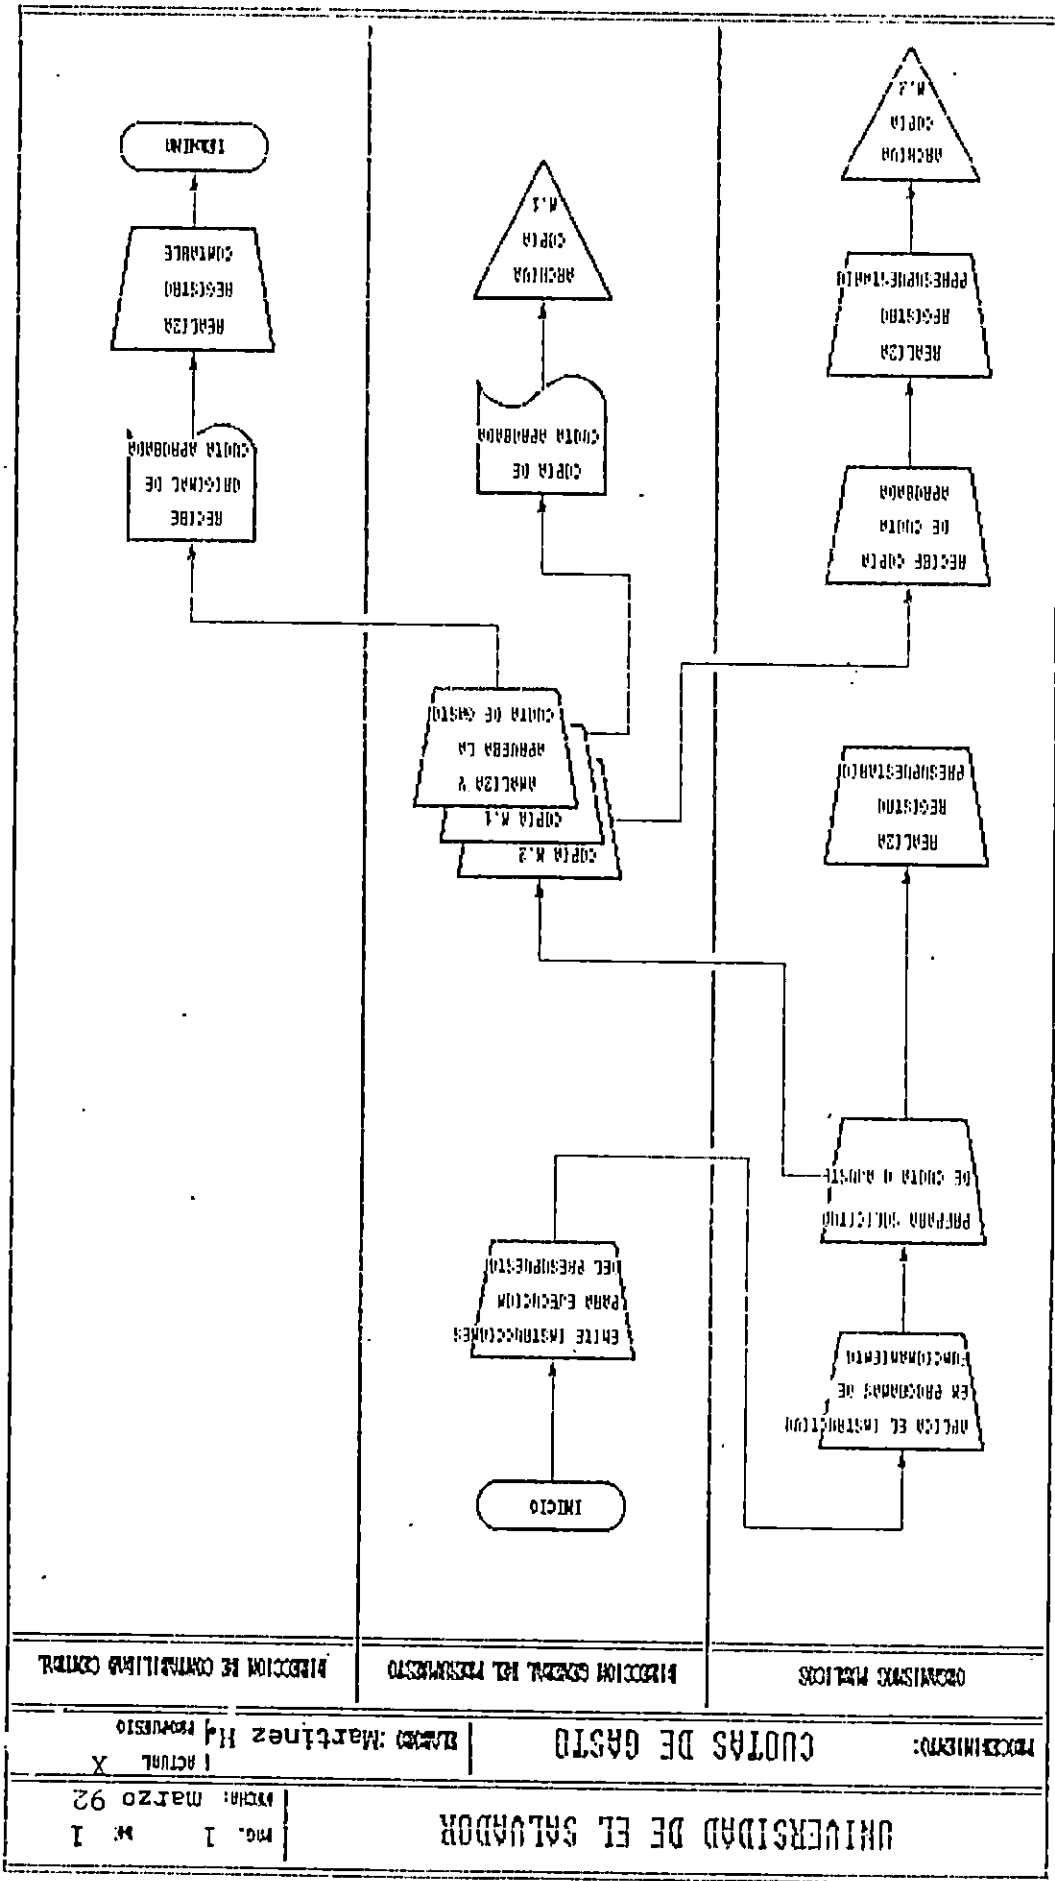 UNIVERSIDAD DE EL SALVADOR
PAG. 1 DE 1
FECHA: marzo 92
PROCEDIMIENTO: CUOTAS DE GASTO
ELABORO: Martinez H.
ACTUAL X
PROPUESTO
ORGANISMOS PUBLICOS
DIRECCION GENERAL DEL PRESUPUESTO
DIRECCION DE CONTABILIDAD CENTRAL
INICIO
EMITE INSTRUCCIONES
PARA EJECUCION
DEL PRESUPUESTO
APLICA EL INSTRUCTIVO
EN PROGRAMAS DE
FUNCIONAMIENTO
PREPARA SOLICITUD
DE CUOTA O AJUSTE
REALIZA
REGISTRO
PRESUPUESTARIO
COPIA N.2
COPIA N.1
ANALIZA Y
APRUEBA LA
CUOTA DE GASTO
RECIBE COPIA
DE CUOTA
APROBADA
REALIZA
REGISTRO
PRESUPUESTARIO
ARCHIVA
COPIA
N.2
COPIA DE
CUOTA APROBADA
ARCHIVA
COPIA
N.1
RECIBE
ORIGINAL DE
CUOTA APROBADA
REALIZA
REGISTRO
CONTABLE
TERMINA